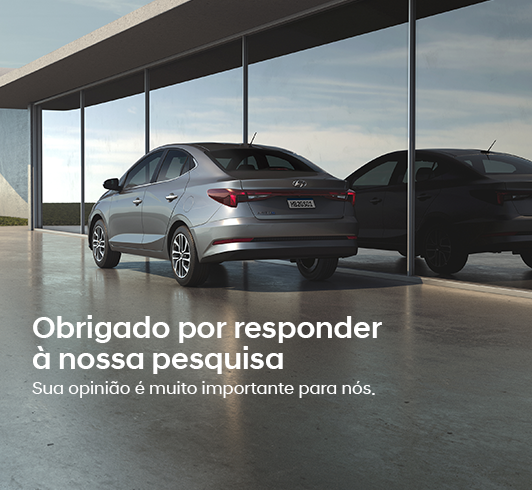 Obrigado por responder
à nossa pesquisa
Sua opinião é muito importante para nós.